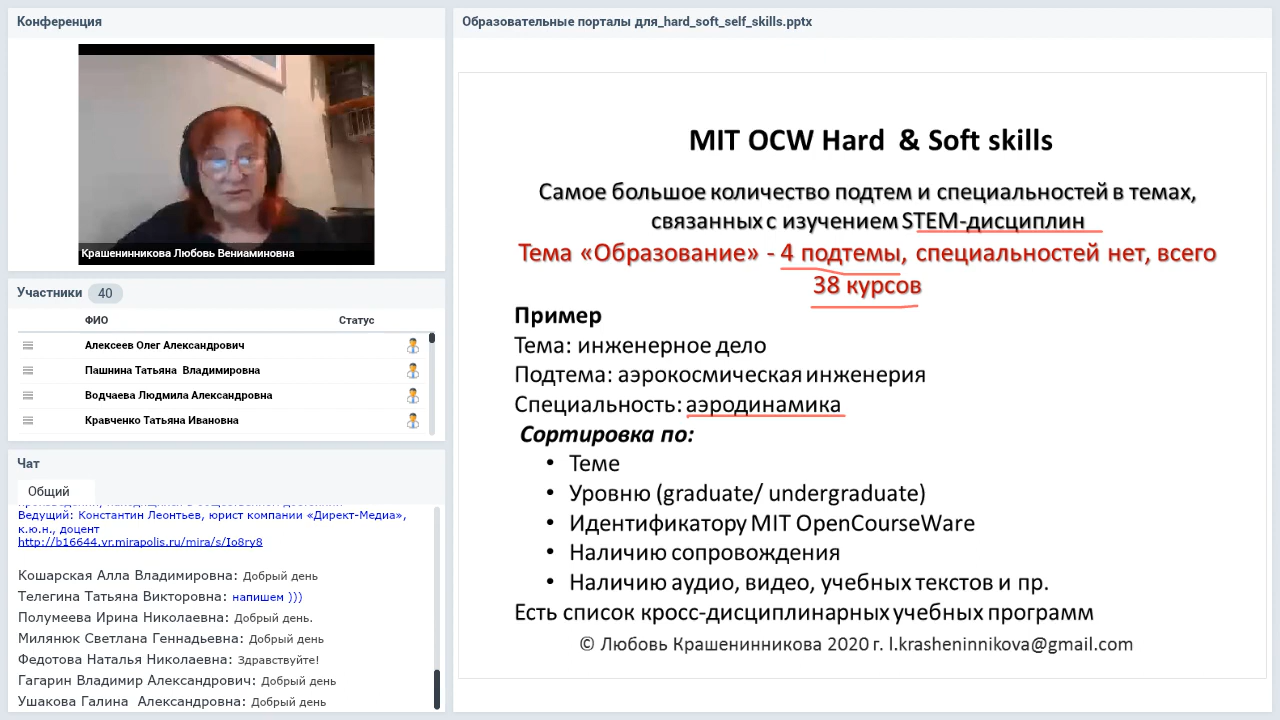 Конференция
Крашенинникова Любовь Вениаминовна
Участники 40
ФИО Статус
Алексеев Олег Александрович
Пашнина Татьяна Владимировна
Водчаева Людмила Александровна
Кравченко Татьяна Ивановна
Чат
Общий
Ведущий: Константин Леонтьев, юрист компании «Директ-Медиа»,
к.ю.н., доцент
http://b16644.vr.mirapolis.ru/mira/s/Io8ry8
Кошарская Алла Владимировна: Добрый день
Телегина Татьяна Викторовна: напишем )))
Полумеева Ирина Николаевна: Добрый день.
Милянюк Светлана Геннадьевна: Добрый день
Федотова Наталья Николаевна: Здравствуйте!
Гагарин Владимир Александрович: Добрый день
Ушакова Галина Александровна: Добрый день
Образовательные порталы для_hard_soft_self_skills.pptx
MIT OCW Hard & Soft skills
Самое большое количество подтем и специальностей в темах,
связанных с изучением STEM-дисциплин
Тема «Образование» - 4 подтемы, специальностей нет, всего
38 курсов
Пример
Тема: инженерное дело
Подтема: аэрокосмическая инженерия
Специальность: аэродинамика
Сортировка по:
• Теме
• Уровню (graduate/ undergraduate)
• Идентификатору MIT OpenCourseWare
• Наличию сопровождения
• Наличию аудио, видео, учебных текстов и пр.
Есть список кросс-дисциплинарных учебных программ
© Любовь Крашенинникова 2020 г. l.krasheninnikova@gmail.com